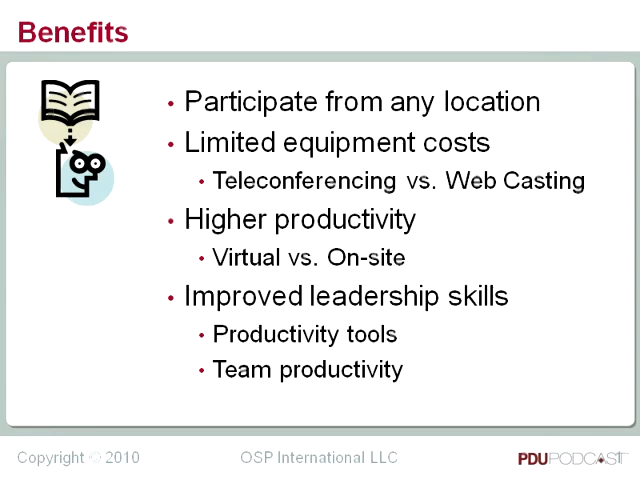 Benefits
• Participate from any location
• Limited equipment costs
• Teleconferencing vs. Web Casting
• Higher productivity
• Virtual vs. On-site
• Improved leadership skills
• Productivity tools
• Team productivity
Copyright © 2010 OSP International LLC PDUPODCAST 1